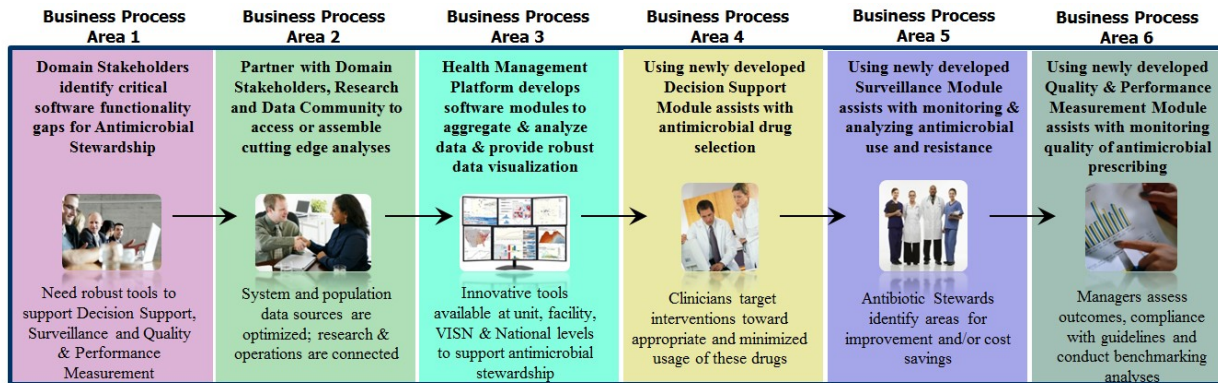 Business Process
Area 1
Domain Stakeholders
identify critical
software functionality
gaps for Antimicrobial
Stewardship
Need robust tools to
support Decision Support,
Surveillance and Quality
& Performance
Measurement
Business Process
Area 2
Partner with Domain
Stakeholders, Research
and Data Community to
access or assemble
cutting edge analyses
System and population
data sources are
optimized; research &
operations are connected
Business Process
Area 3
Health Management
Platform develops
software modules to
aggregate & analyze
data & provide robust
data visualization
Innovative tools
available at unit, facility,
VISN & National levels
to support antimicrobial
stewardship
Business Process
Area 4
Using newly developed
Decision Support
Module assists with
antimicrobial drug
selection
Clinicians target
interventions toward
appropriate and minimized
usage of these drugs
Business Process
Area 5
Using newly developed
Surveillance Module
assists with monitoring &
analyzing antimicrobial
use and resistance
Antibiotic Stewards
identify areas for
improvement and/or cost
savings
Business Process
Area 6
Using newly developed
Quality & Performance
Measurement Module
assists with monitoring
quality of antimicrobial
prescribing
Managers assess
outcomes, compliance
with guidelines and
conduct benchmarking
analyses